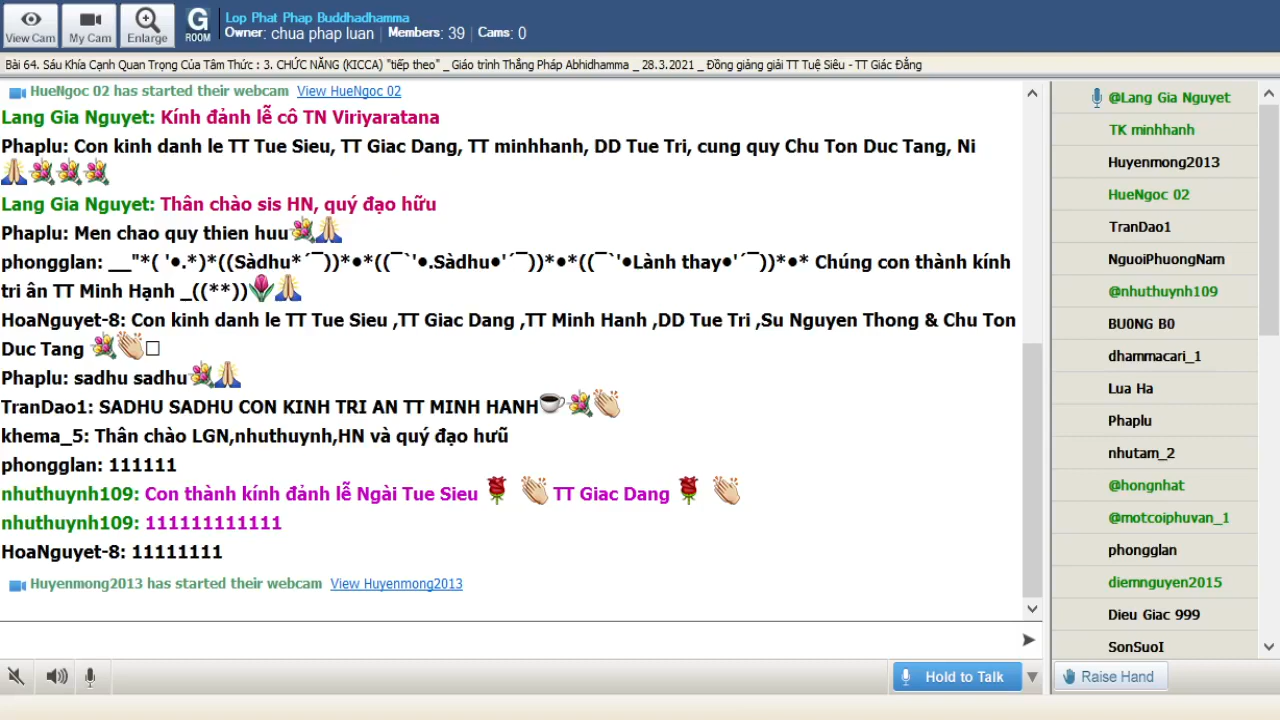 View Cam
My Cam
Enlarge
G ROOM
Lop Phat Phap Buddhadhamma
Owner: chua phap luan Members: 39 Cams: 0
Bài 64. Sáu Khía Cạnh Quan Trọng Của Tâm Thức : 3. CHỨC NĂNG (KICCA) "tiếp theo" _ Giáo trình Thắng Pháp Abhidhamma _ 28.3.2021 _ Đồng giảng giải TT Tuệ Siêu - TT Giác Đẳng
HueNgoc 02 has started their webcam View HueNgoc 02
Lang Gia Nguyet: Kính đảnh lễ cô TN Viriyaratana
Phaplu: Con kinh danh le TT Tue Sieu, TT Giac Dang, TT minhhanh, DD Tue Tri, cung quy Chu Ton Duc Tang, Ni
🙏💐💐💐
Lang Gia Nguyet: Thân chào sis HN, quý đạo hữu
Phaplu: Men chao quy thien huu💐🙏
phongglan: __"*( '●.*)*((Sàdhu*´¯))*●*((¯`'●.Sàdhu●'´¯))*●*((¯`'●Lành thay●'´¯))*●* Chúng con thành kính
tri ân TT Minh Hạnh _((**))🌷🙏
HoaNguyet-8: Con kinh danh le TT Tue Sieu ,TT Giac Dang ,TT Minh Hanh ,DD Tue Tri ,Su Nguyen Thong & Chu Ton
Duc Tang 💐👏□
Phaplu: sadhu sadhu💐🙏
TranDao1: SADHU SADHU CON KINH TRI AN TT MINH HANH☕💐👏
khema_5: Thân chào LGN,nhuthuynh,HN và quý đạo hưũ
phongglan: 111111
nhuthuynh109: Con thành kính đảnh lễ Ngài Tue Sieu 🌹 👏 TT Giac Dang 🌹 👏
nhuthuynh109: 111111111111
HoaNguyet-8: 11111111
Huyenmong2013 has started their webcam View Huyenmong2013
Hold to Talk
@Lang Gia Nguyet
TK minhhanh
Huyenmong2013
HueNgoc 02
TranDao1
NguoiPhuongNam
@nhuthuynh109
BU0NG B0
dhammacari_1
Lua Ha
Phaplu
nhutam_2
@hongnhat
@motcoiphuvan_1
phongglan
diemnguyen2015
Dieu Giac 999
SonSuoI
Raise Hand